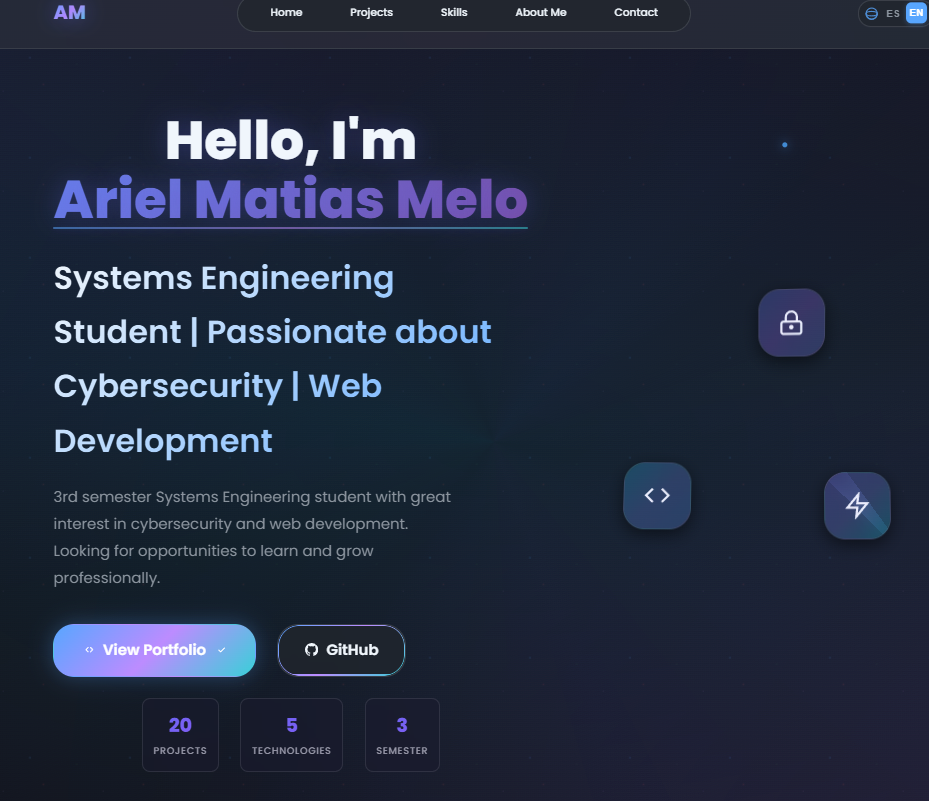 AM
Home Projects Skills About Me Contact
ES EN
Hello, I'm
Ariel Matias Melo
Systems Engineering
Student | Passionate about
Cybersecurity | Web
Development
3rd semester Systems Engineering student with great
interest in cybersecurity and web development.
Looking for opportunities to learn and grow
professionally.
View Portfolio
GitHub
20 5 3
PROJECTS TECHNOLOGIES SEMESTER